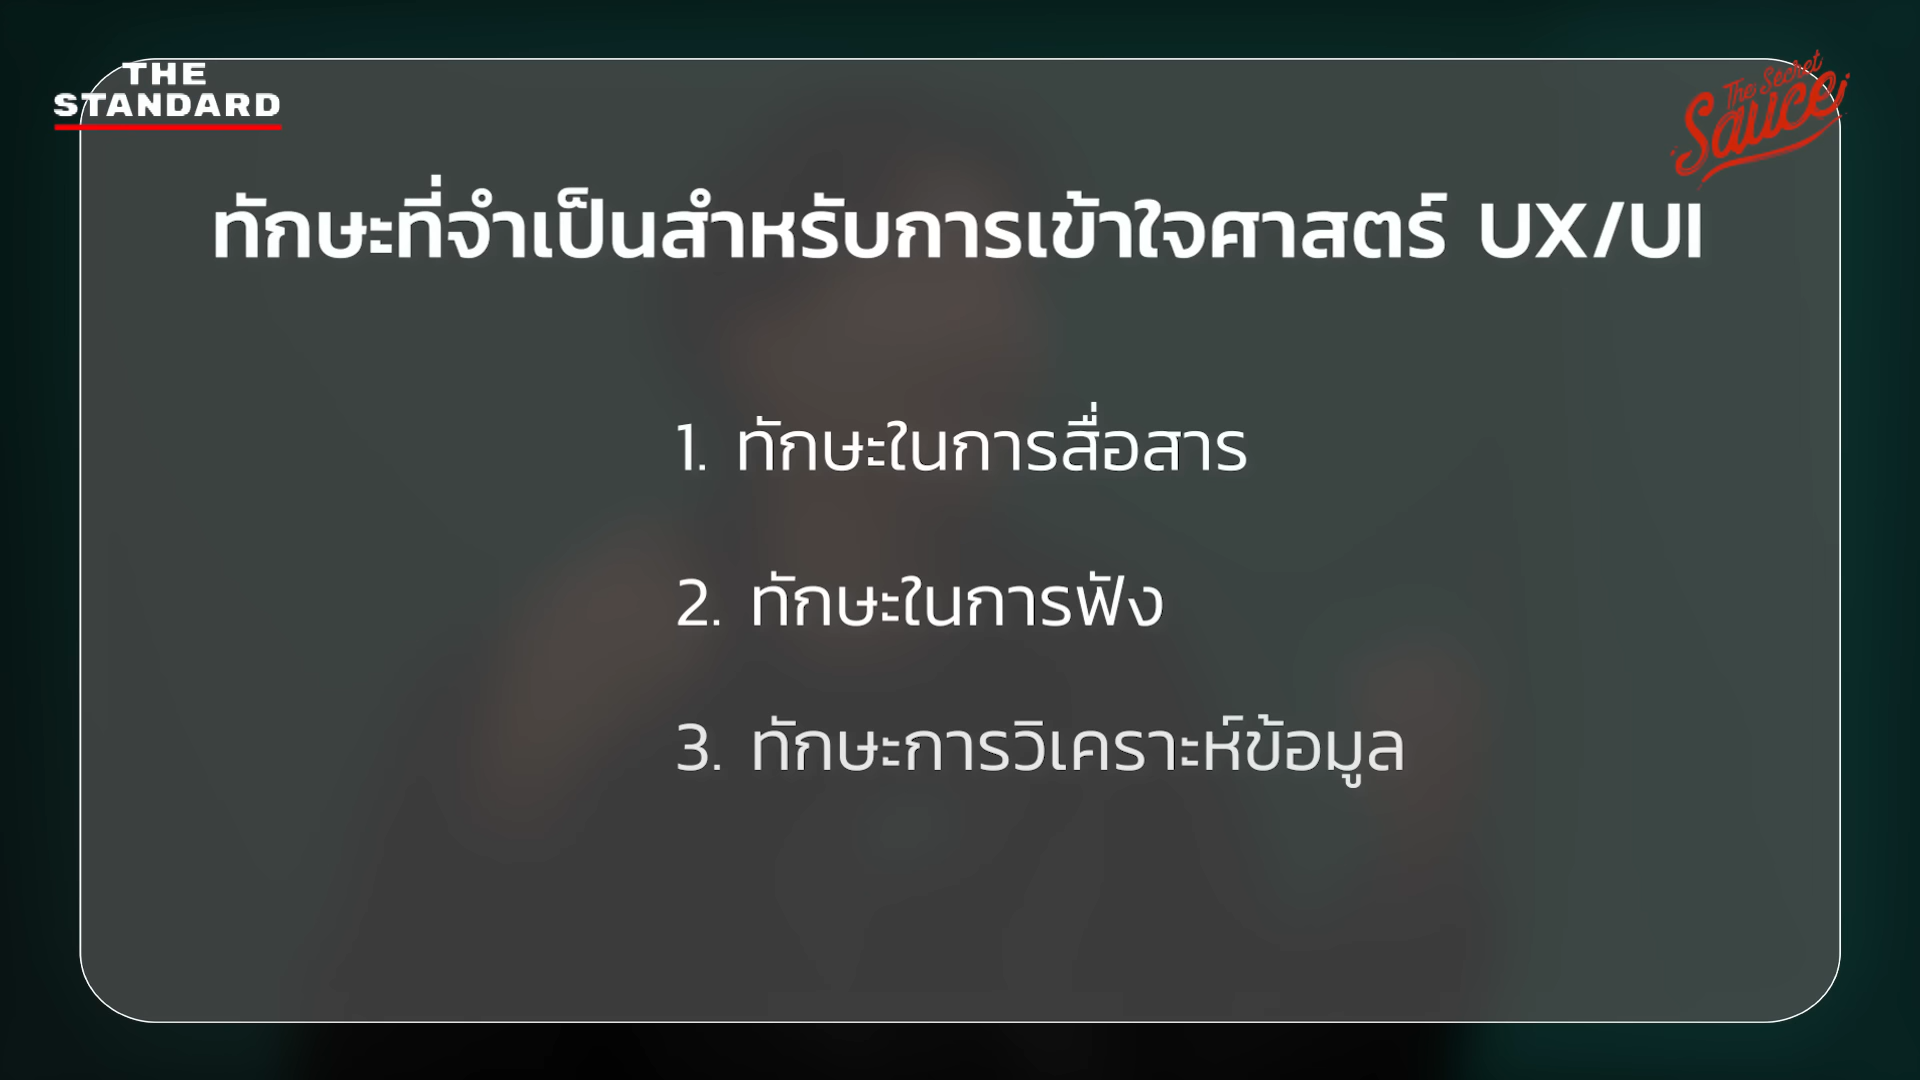 THE
STANDARD
The Secret
Sauce
ทักษะที่จำเป็นสำหรับการเข้าใจศาสตร์ UX/UI
1. ทักษะในการสื่อสาร
2. ทักษะในการฟัง
3. ทักษะการวิเคราะห์ข้อมูล